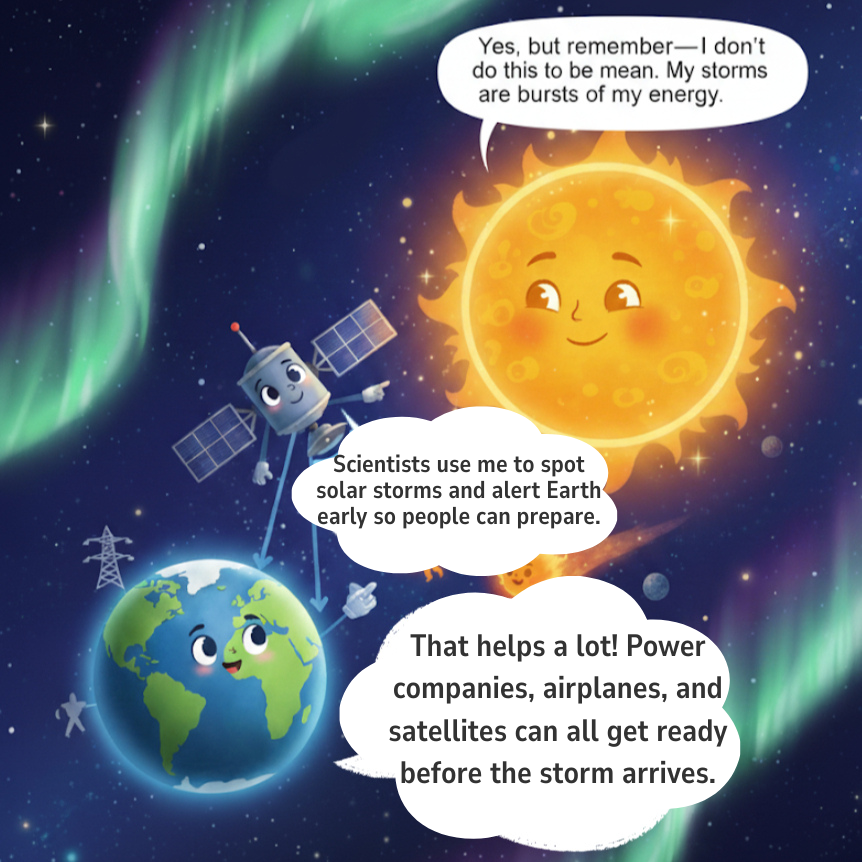 Yes, but remember—I don't
do this to be mean. My storms
are bursts of my energy.
Scientists use me to spot
solar storms and alert Earth
early so people can prepare.
That helps a lot! Power
companies, airplanes, and
satellites can all get ready
before the storm arrives.